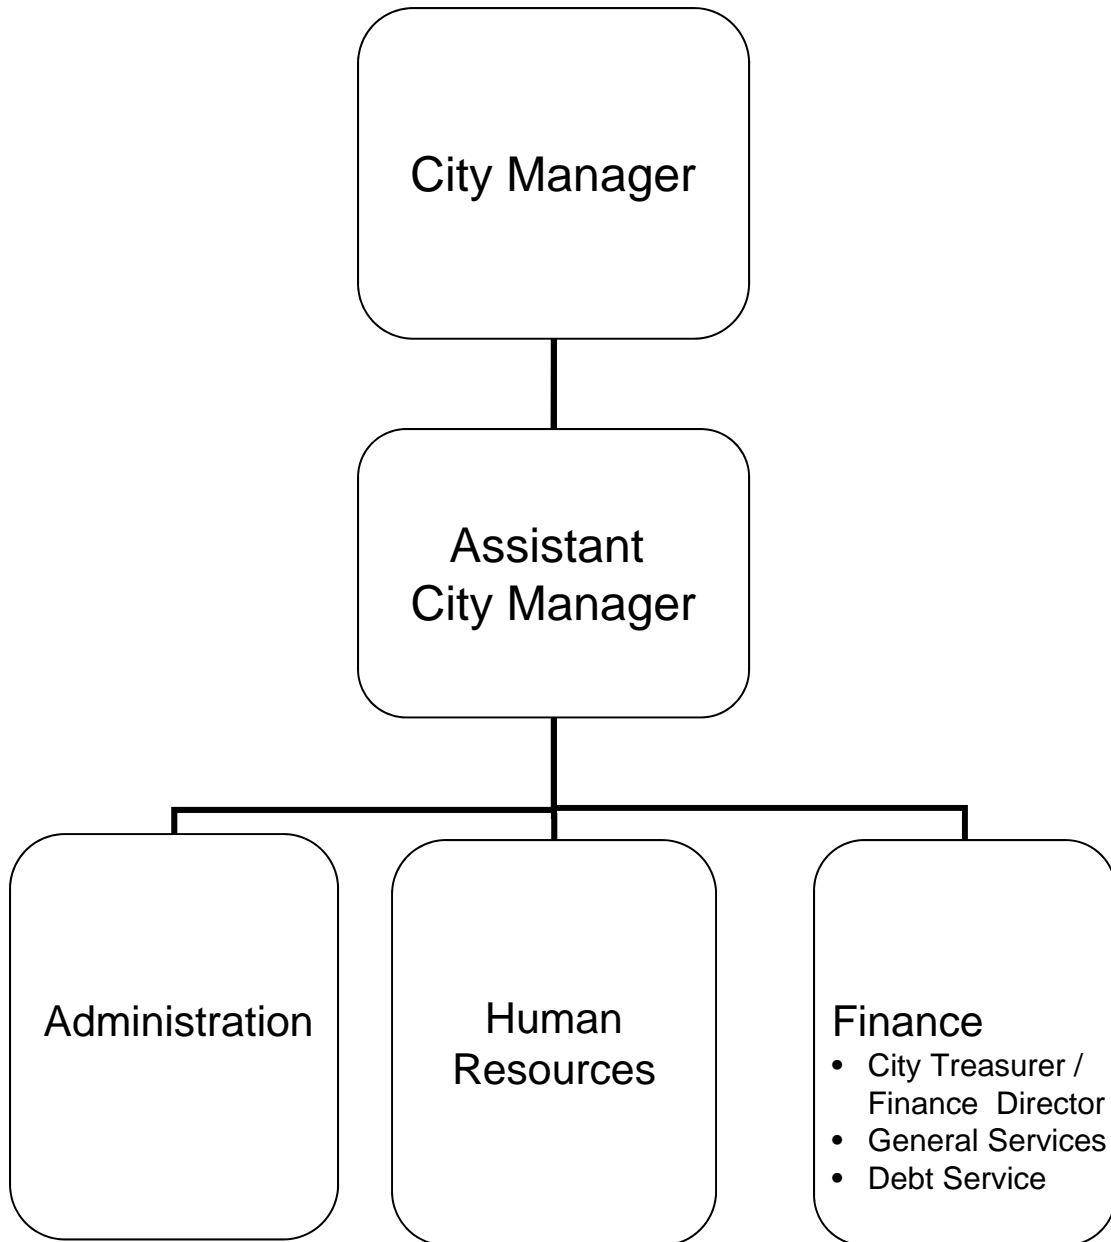 City Manager
Assistant
City Manager
Administration
Human
Resources
Finance
• City Treasurer /
Finance Director
• General Services
• Debt Service